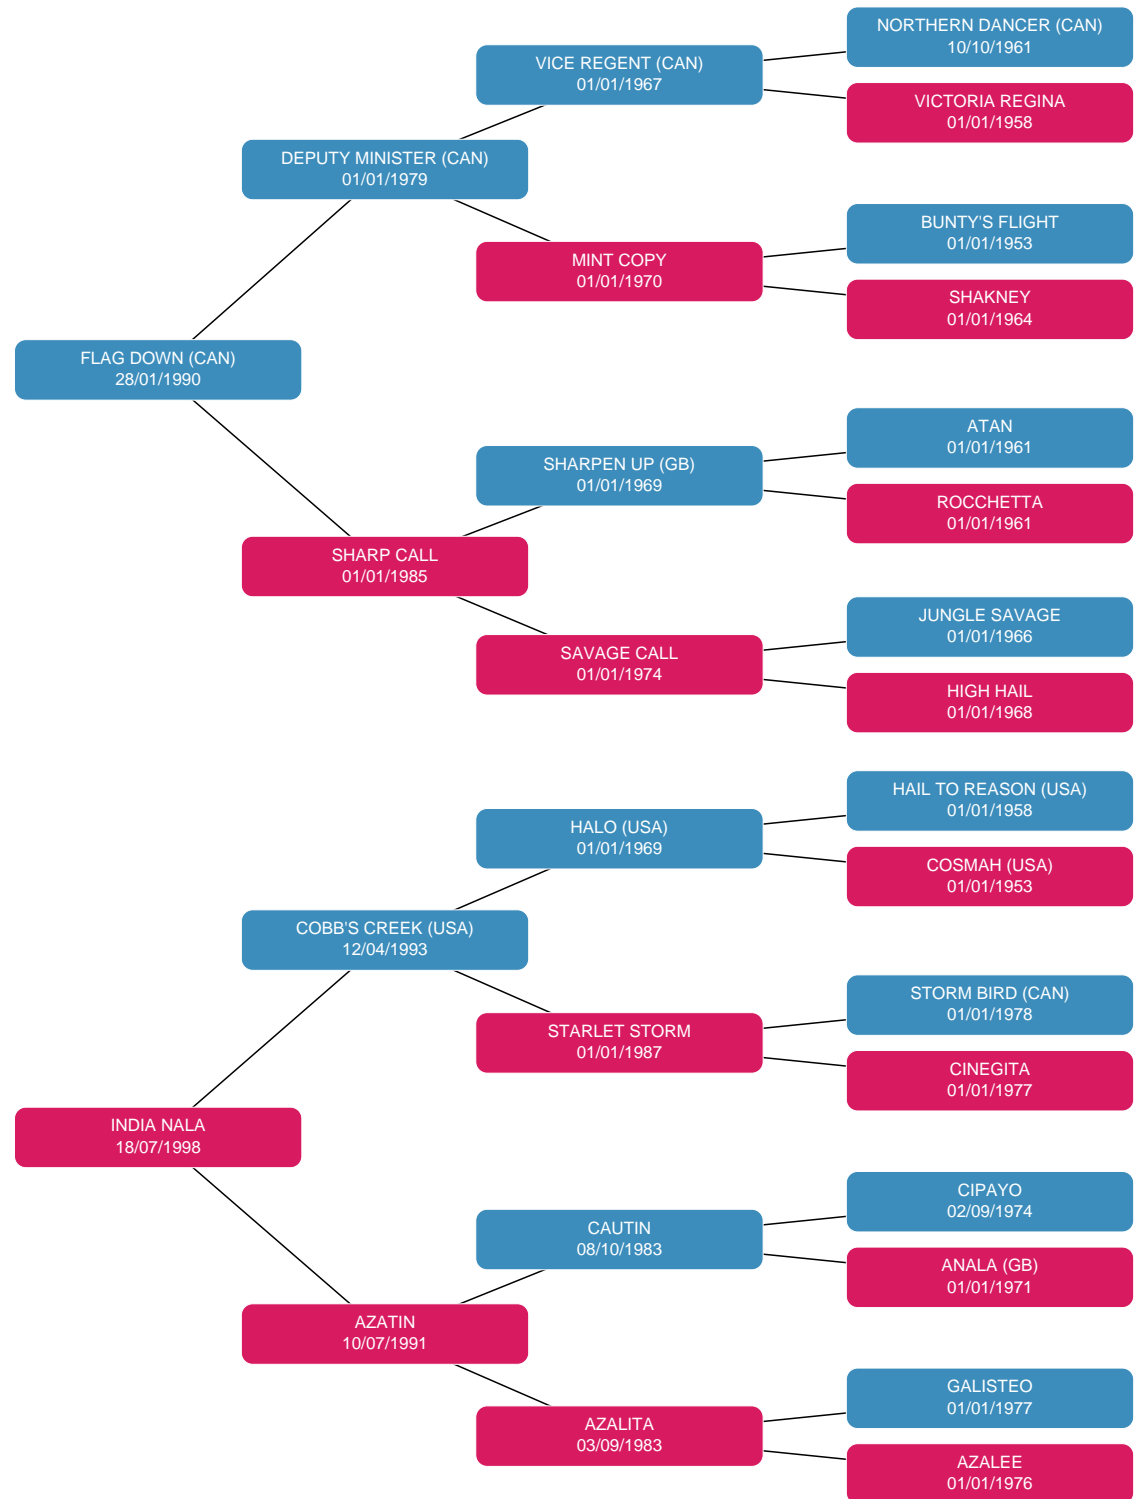 NORTHERN DANCER (CAN)
10/10/1961
VICE REGENT (CAN)
01/01/1967
VICTORIA REGINA
01/01/1958
DEPUTY MINISTER (CAN)
01/01/1979
BUNTY'S FLIGHT
01/01/1953
MINT COPY
01/01/1970
SHAKNEY
01/01/1964
FLAG DOWN (CAN)
28/01/1990
ATAN
01/01/1961
SHARPEN UP (GB)
01/01/1969
ROCCHETTA
01/01/1961
SHARP CALL
01/01/1985
JUNGLE SAVAGE
01/01/1966
SAVAGE CALL
01/01/1974
HIGH HAIL
01/01/1968
HAIL TO REASON (USA)
01/01/1958
HALO (USA)
01/01/1969
COSMAH (USA)
01/01/1953
COBB'S CREEK (USA)
12/04/1993
STORM BIRD (CAN)
01/01/1978
STARLET STORM
01/01/1987
CINEGITA
01/01/1977
INDIA NALA
18/07/1998
CIPAYO
02/09/1974
CAUTIN
08/10/1983
ANALA (GB)
01/01/1971
AZATIN
10/07/1991
GALISTEO
01/01/1977
AZALITA
03/09/1983
AZALEE
01/01/1976